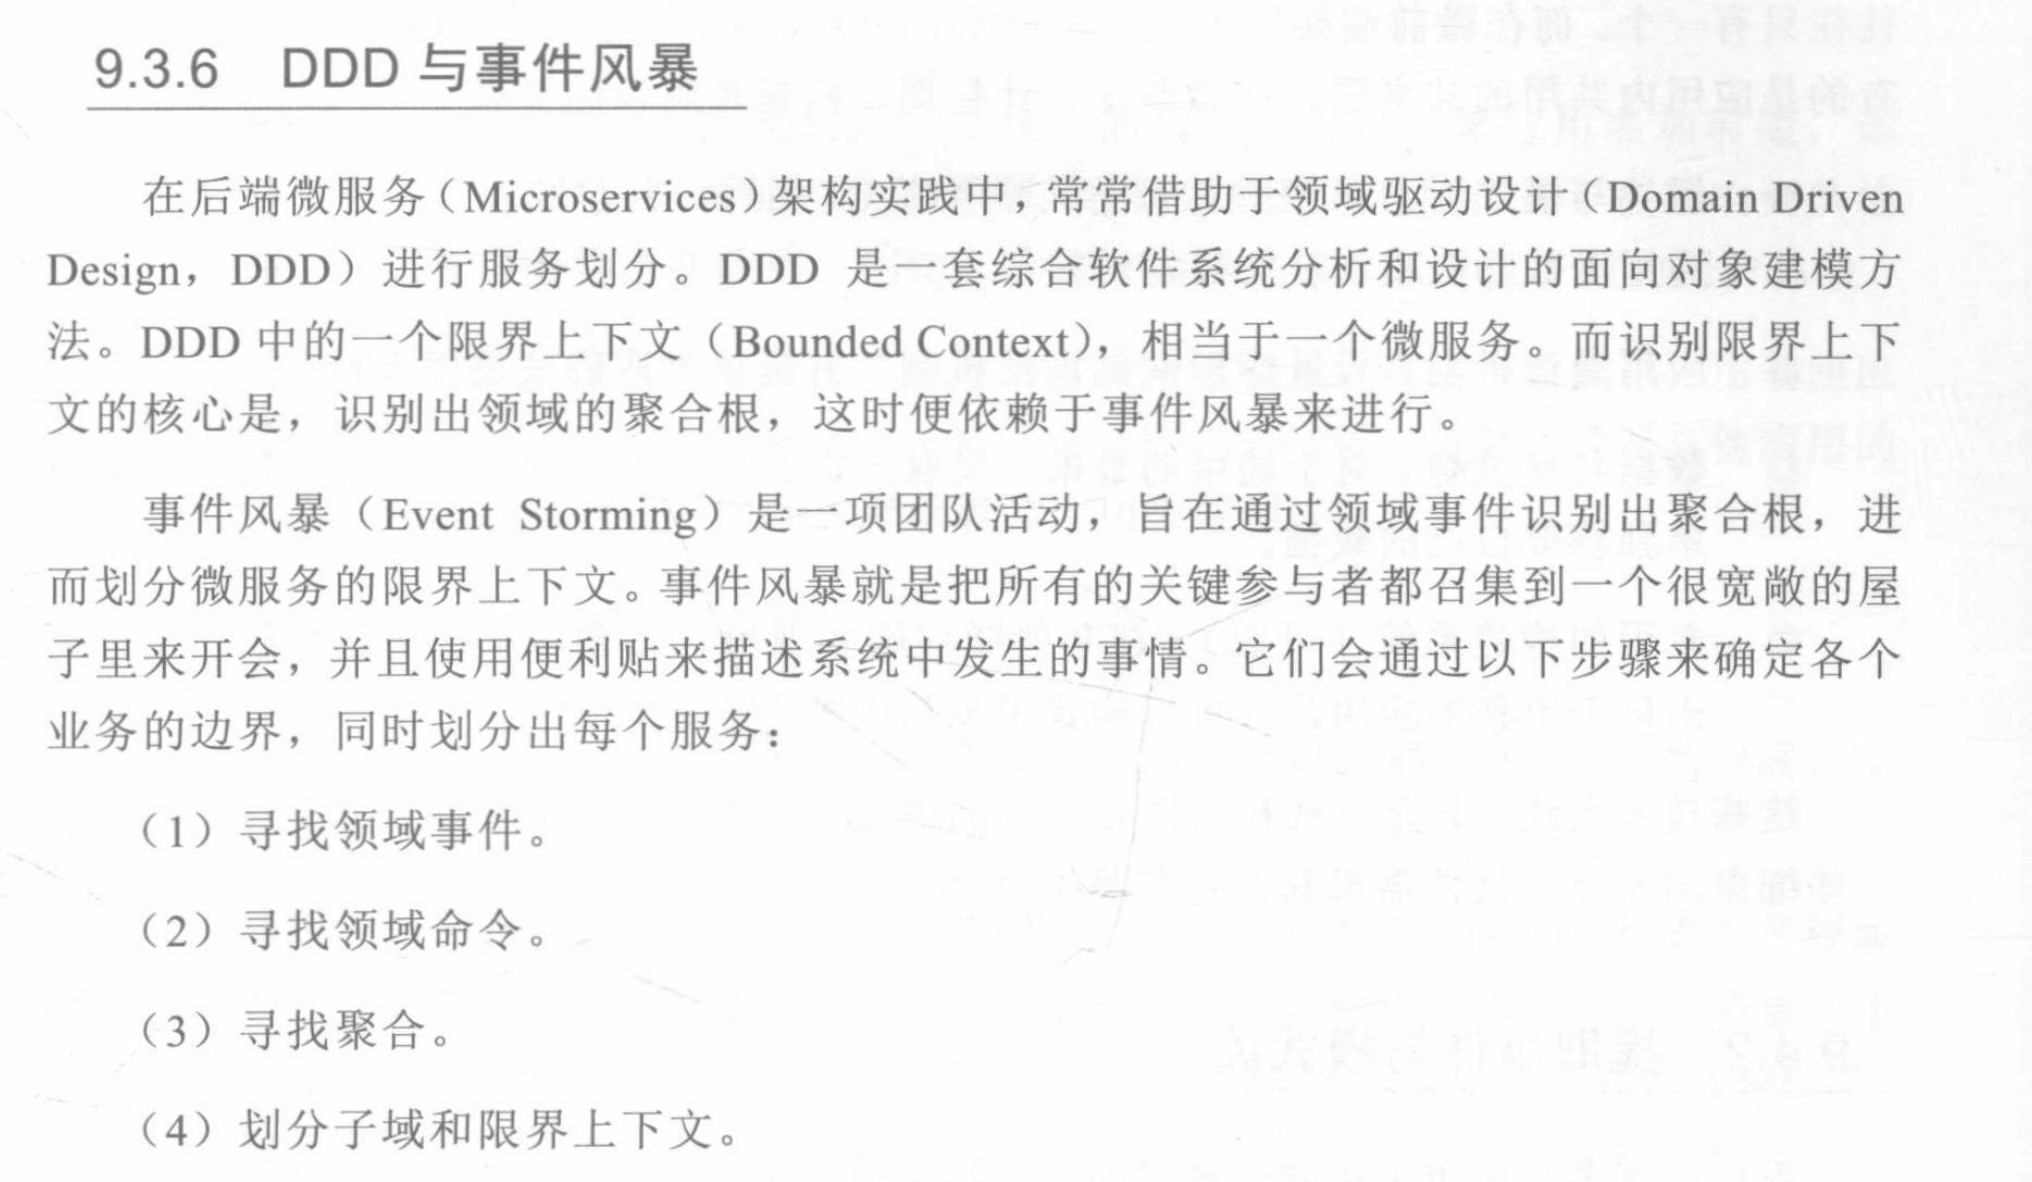 9.3.6 DDD 与事件风暴
在后端微服务（Microservices）架构实践中，常常借助于领域驱动设计（Domain Driven
Design，DDD）进行服务划分。DDD 是一套综合软件系统分析和设计的面向对象建模方
法。DDD 中的一个限界上下文（Bounded Context），相当于一个微服务。而识别限界上下
文的核心是，识别出领域的聚合根，这时便依赖于事件风暴来进行。
事件风暴（Event Storming）是一项团队活动，旨在通过领域事件识别出聚合根，进
而划分微服务的限界上下文。事件风暴就是把所有的关键参与者都召集到一个很宽敞的屋
子里来开会，并且使用便利贴来描述系统中发生的事情。它们会通过以下步骤来确定各个
业务的边界，同时划分出每个服务：
（1）寻找领域事件。
（2）寻找领域命令。
（3）寻找聚合。
（4）划分子域和限界上下文。